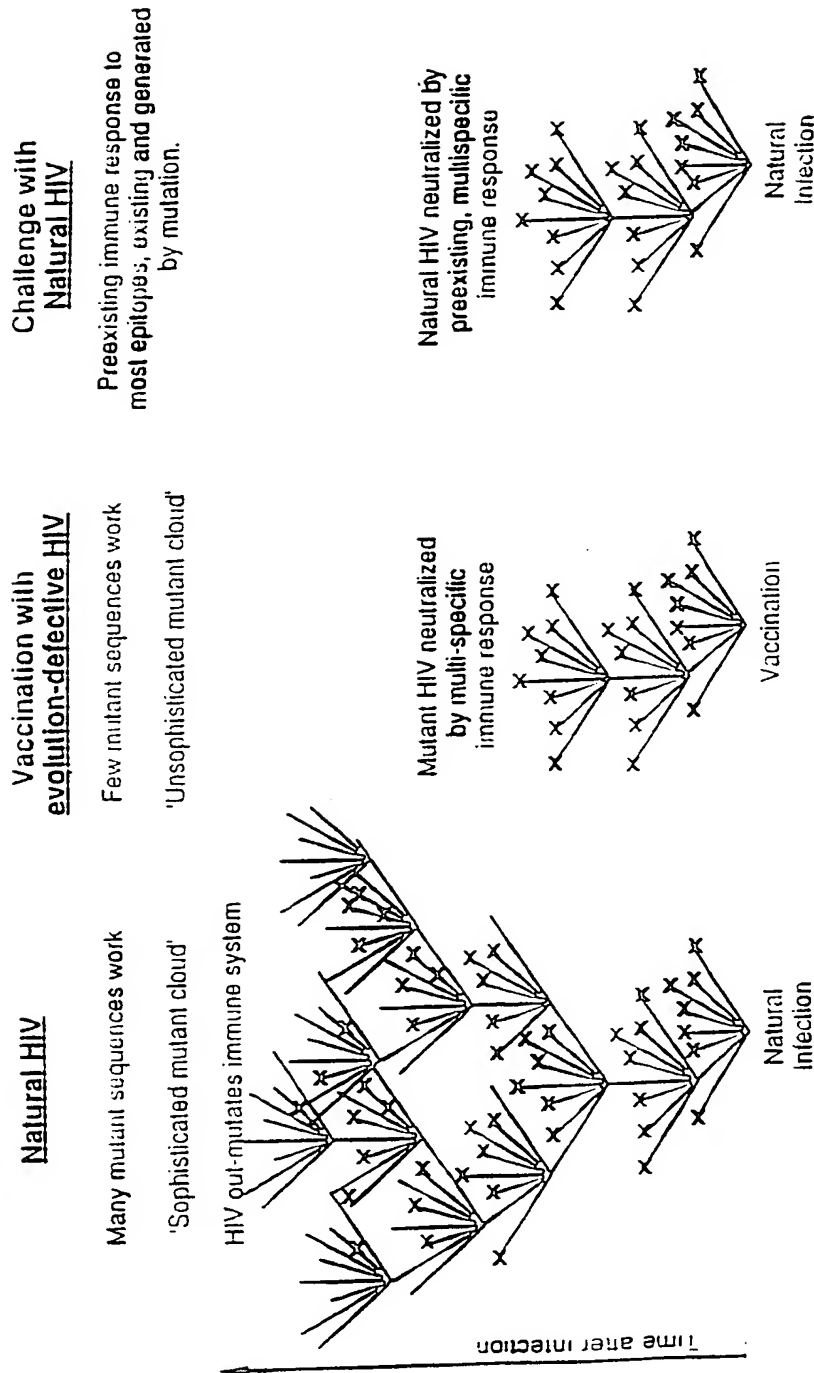 Natural HIV
Many mutant sequences work
'Sophisticated mutant cloud'
HIV out-mutates immune system
Natural
Infection
Time after infection
Vaccination with
evolution-defective HIV
Few mutant sequences work
'Unsophisticated mutant cloud'
Mutant HIV neutralized
by multi-specific
immune response
Vaccination
Challenge with
Natural HIV
Preexisting immune response to
most epitopes, existing and generated
by mutation.
Natural HIV neutralized by
preexisting, multispecific
immune response
Natural
Infection